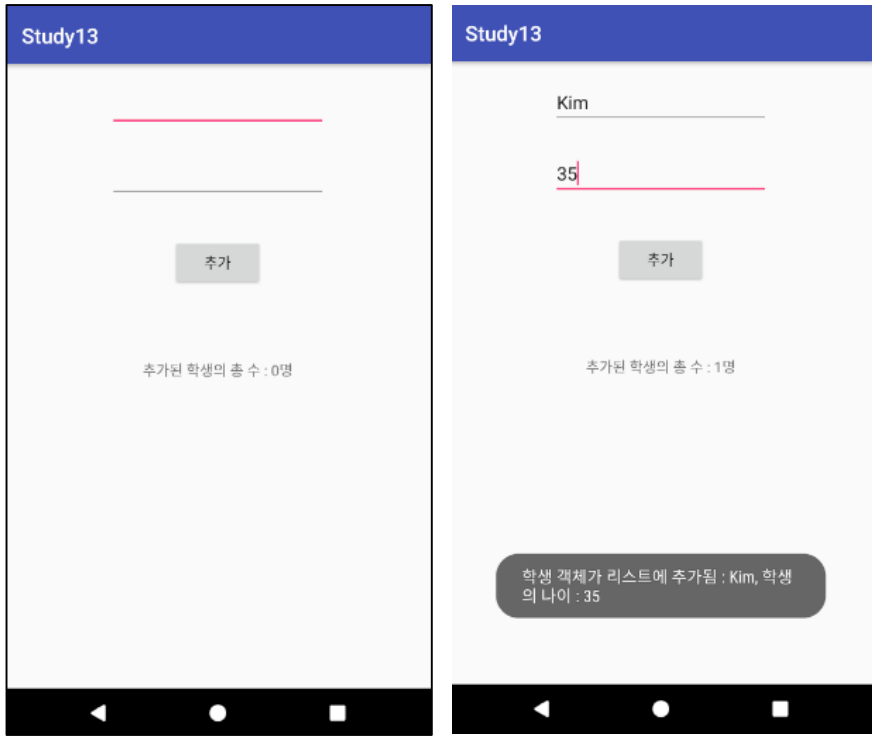 Study13
추가
추가된 학생의 총 수 : 0명
Study13
Kim
35
추가
추가된 학생의 총 수 : 1명
학생 객체가 리스트에 추가됨 : Kim, 학생
의 나이 : 35